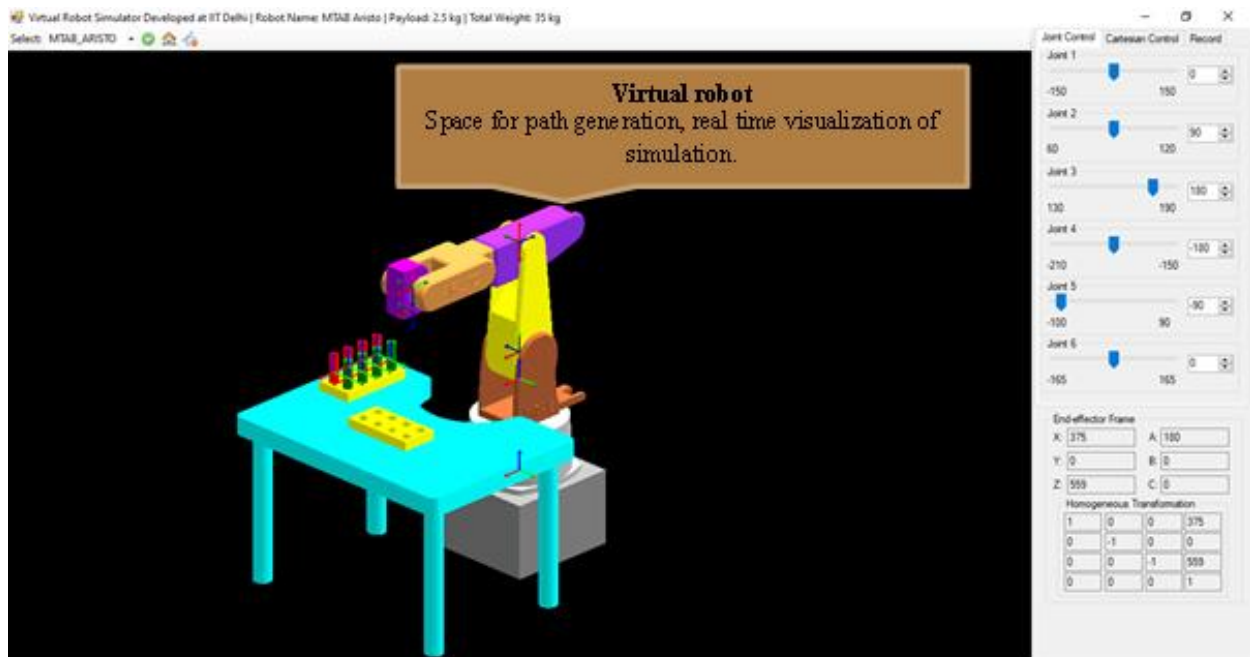 Virtual Robot Simulator Developed at IIT Delhi | Robot Name: MTAB Aristo | Payload: 2.5 kg | Total Weight: 35 kg
Select: MTAB_ARISTO
Joint Control Cartesian Control Record
Virtual robot
Space for path generation, real time visualization of
simulation.
Joint 1
0
-150 150
Joint 2
90
60 120
Joint 3
180
130 190
Joint 4
-180
-210 -150
Joint 5
-90
-100 90
Joint 6
0
-165 165
End-effector Frame
X: 375 A: 180
Y: 0 B: 0
Z: 559 C: 0
Homogeneous Transformation
1 0 0 375
0 -1 0 0
0 0 -1 559
0 0 0 1